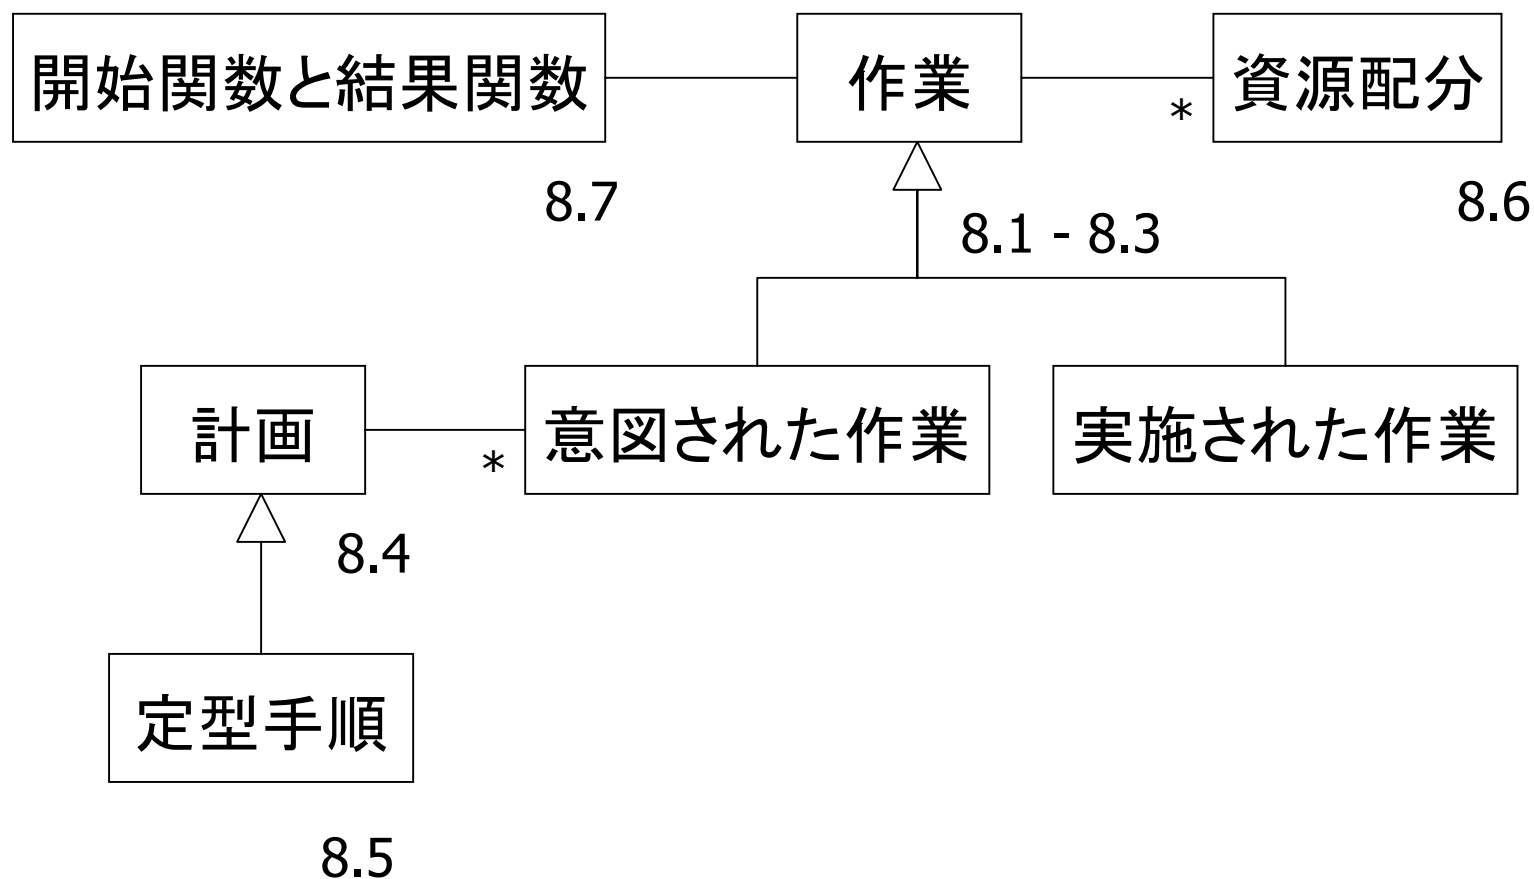 開始関数と結果関数
作業
資源配分
*
8.7
8.6
8.1 - 8.3
計画
意図された作業
実施された作業
*
8.4
定型手順
8.5